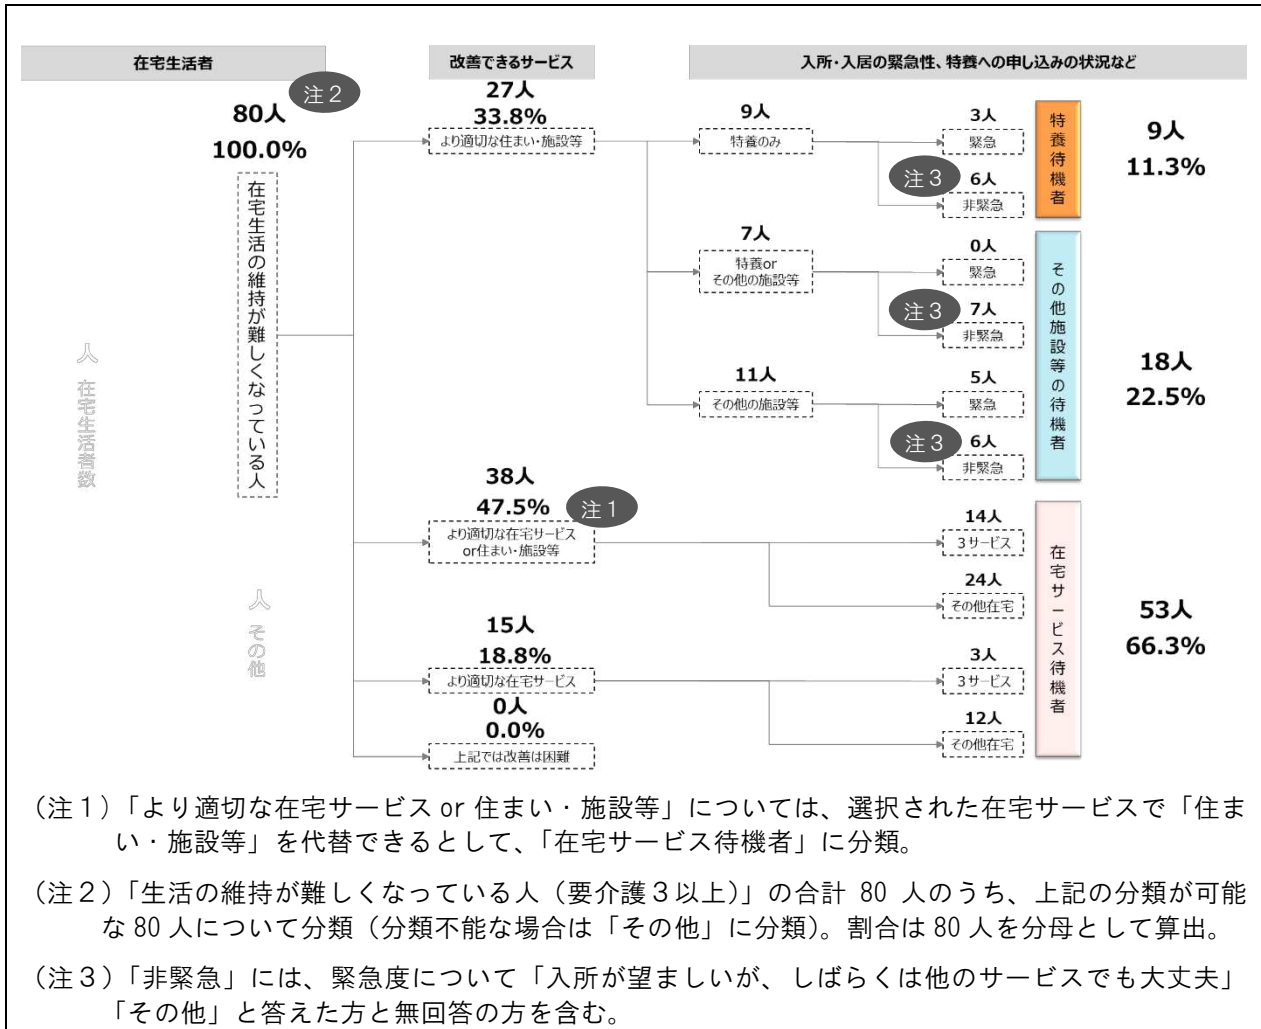 在宅生活者
改善できるサービス
入所・入居の緊急性、特養への申し込みの状況など
80人
100.0%
注2
在宅生活の維持が難しくなっている人
人 在宅生活者数
人 その他
27人
33.8%
より適切な住まい・施設等
9人
特養のみ
3人
緊急
注3
6人
非緊急
特養待機者
9人
11.3%
7人
特養or
その他の施設等
0人
緊急
注3
7人
非緊急
11人
その他の施設等
5人
緊急
注3
6人
非緊急
その他施設等の待機者
18人
22.5%
38人
47.5%
注1
より適切な在宅サービス
or住まい・施設等
14人
3サービス
24人
その他在宅
15人
18.8%
より適切な在宅サービス
3人
3サービス
12人
その他在宅
在宅サービス待機者
53人
66.3%
0人
0.0%
上記では改善は困難
(注1)「より適切な在宅サービス or 住まい・施設等」については、選択された在宅サービスで「住ま
い・施設等」を代替できるとして、「在宅サービス待機者」に分類。
(注2)「生活の維持が難しくなっている人(要介護3以上)」の合計 80 人のうち、上記の分類が可能
な 80 人について分類(分類不能な場合は「その他」に分類)。割合は 80 人を分母として算出。
(注3)「非緊急」には、緊急度について「入所が望ましいが、しばらくは他のサービスでも大丈夫」
「その他」と答えた方と無回答の方を含む。